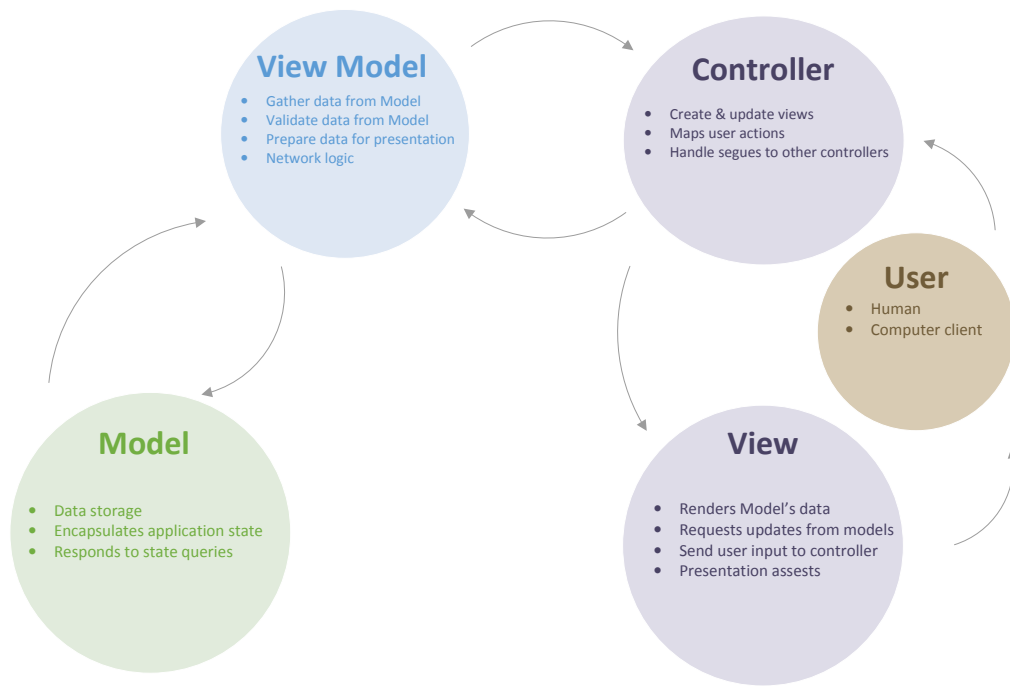 View Model
• Gather data from Model
• Validate data from Model
• Prepare data for presentation
• Network logic
Controller
• Create & update views
• Maps user actions
• Handle segues to other controllers
User
• Human
• Computer client
Model
• Data storage
• Encapsulates application state
• Responds to state queries
View
• Renders Model’s data
• Requests updates from models
• Send user input to controller
• Presentation assests